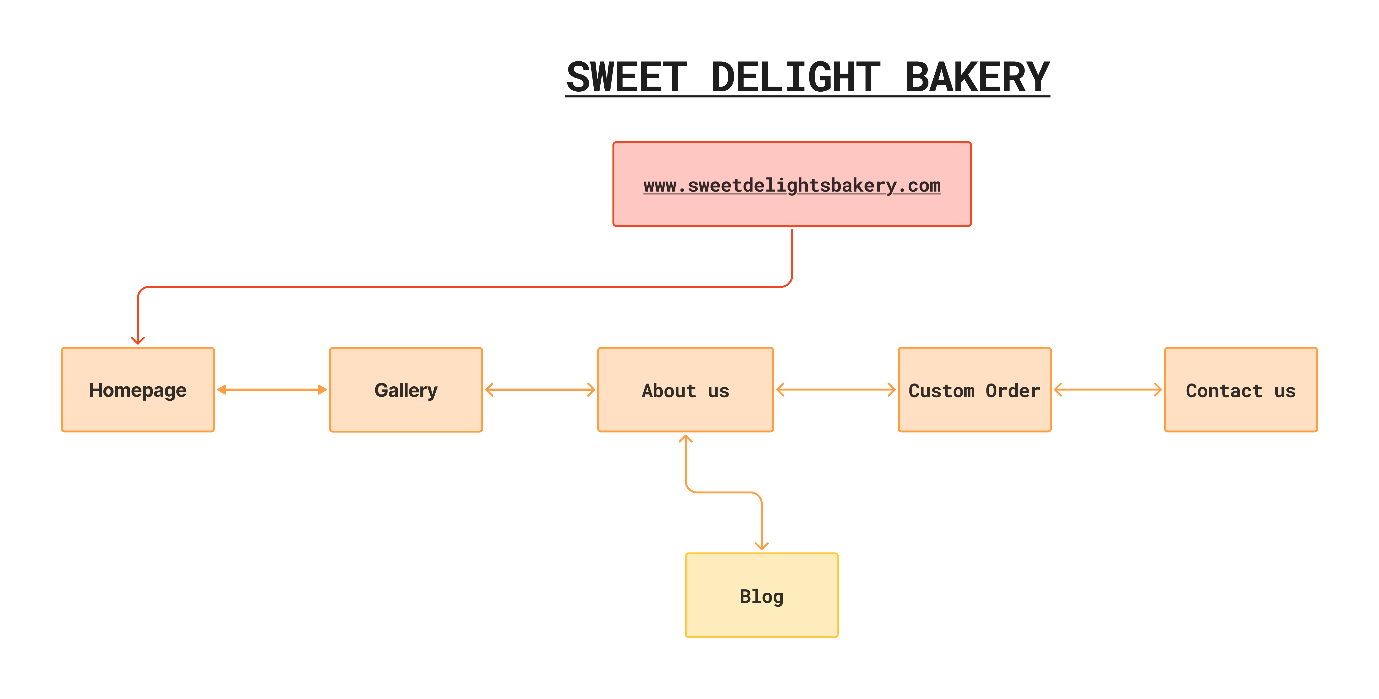 SWEET DELIGHT BAKERY
www.sweetdelightsbakery.com
Homepage
Gallery
About us
Custom Order
Contact us
Blog